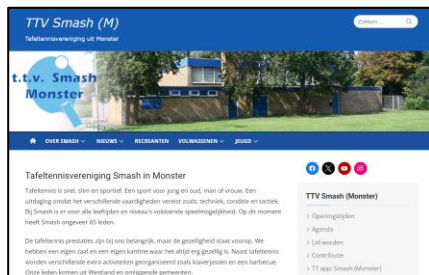 TTV Smash (M)
Tafeltennisvereniging uit Monster
Zoeken ...
t.t.v. Smash
Monster
OVER SMASH NIEUWS RECREANTEN VOLWASSENEN JEUGD
Tafeltennisvereniging Smash in Monster
Tafeltennis is snel, slim en sportief. Een sport voor jong en oud, man of vrouw. Een
uitdaging omdat het verschillende vaardigheden vereist zoals; techniek, conditie en tactiek.
Bij Smash is er voor alle leeftijden en niveau's voldoende speelmogelijkheid. Op dit moment
heeft Smash ongeveer 65 leden.
De tafeltennis prestaties zijn bij ons belangrijk, maar de gezelligheid staat voorop. We
hebben een eigen zaal en een eigen kantine waar het altijd erg gezellig is. Naast tafeltennis
worden verschillende extra activiteiten georganiseerd zoals klaverjassen en een barbecue.
Onze leden komen uit Westland en omliggende gemeenten.
TTV Smash (Monster)
> Openingstijden
> Agenda
> Lid worden
> Contributie
> TT app: Smash (Monster)